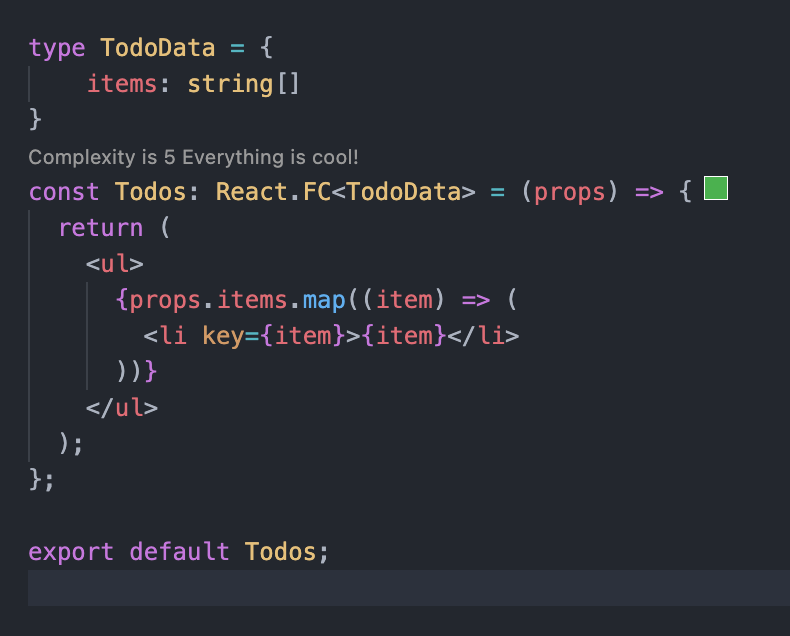 type TodoData = {
    items: string[]
}
Complexity is 5 Everything is cool!
const Todos: React.FC<TodoData> = (props) => {
  return (
    <ul>
      {props.items.map((item) => (
        <li key={item}>{item}</li>
      ))}
    </ul>
  );
};
export default Todos;